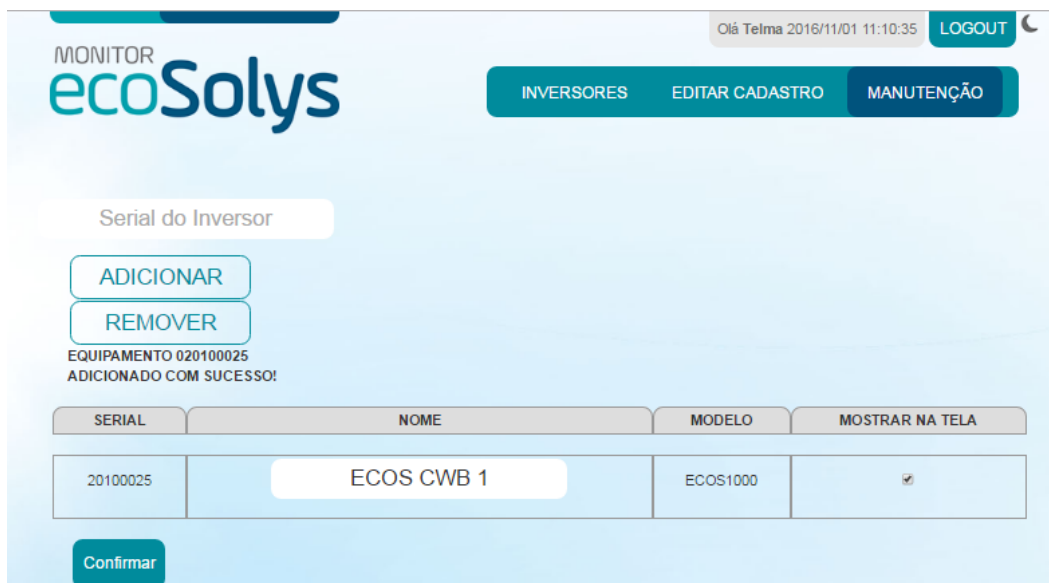 Olá Telma 2016/11/01 11:10:35 LOGOUT
MONITOR
ecoSolys
INVERSORES EDITAR CADASTRO MANUTENÇÃO
Serial do Inversor
ADICIONAR
REMOVER
EQUIPAMENTO 020100025
ADICIONADO COM SUCESSO!
SERIAL NOME MODELO MOSTRAR NA TELA
20100025 ECOS CWB 1 ECOS1000
Confirmar